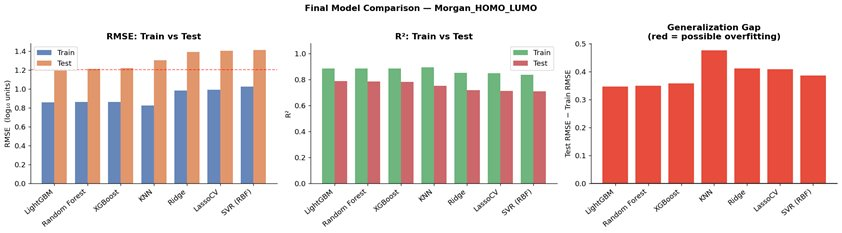 Final Model Comparison — Morgan_HOMO_LUMO
RMSE: Train vs Test
RMSE (log₁₀ units)
1.4
1.2
1.0
0.8
0.6
0.4
0.2
0.0
Train
Test
LightGBM
Random Forest
XGBoost
KNN
Ridge
LassoCV
SVR (RBF)
R²: Train vs Test
R²
1.0
0.8
0.6
0.4
0.2
0.0
Train
Test
LightGBM
Random Forest
XGBoost
KNN
Ridge
LassoCV
SVR (RBF)
Generalization Gap
(red = possible overfitting)
Test RMSE − Train RMSE
0.5
0.4
0.3
0.2
0.1
0.0
LightGBM
Random Forest
XGBoost
KNN
Ridge
LassoCV
SVR (RBF)